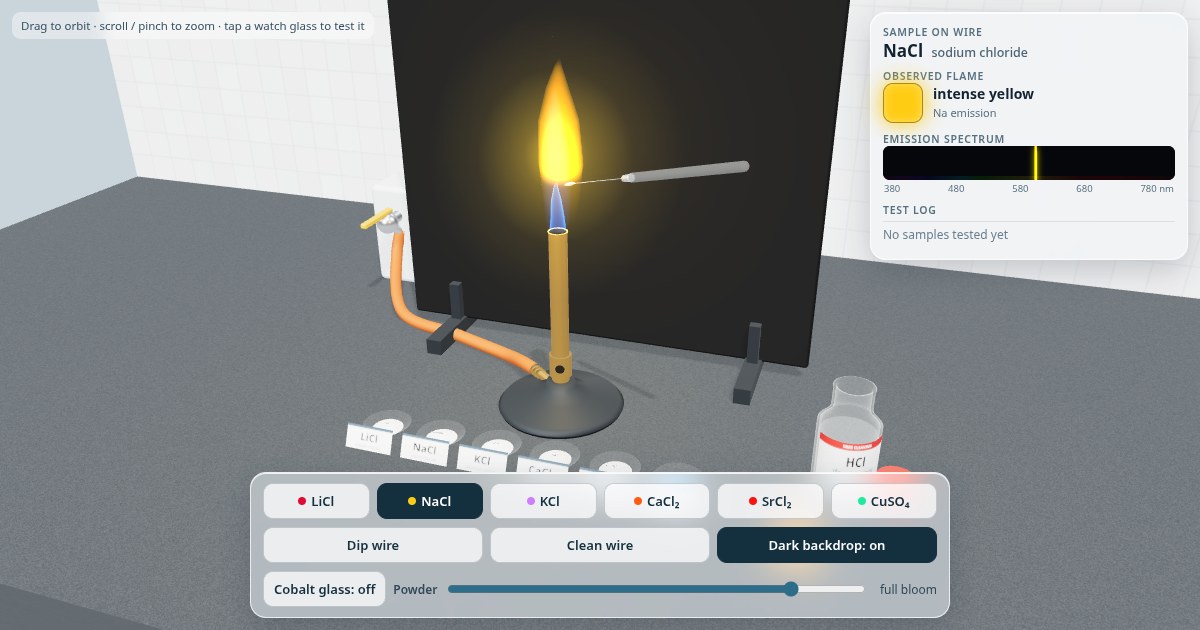 Drag to orbit · scroll / pinch to zoom · tap a watch glass to test it
SAMPLE ON WIRE
NaCl sodium chloride
OBSERVED FLAME
intense yellow
Na emission
EMISSION SPECTRUM
380 480 580 680 780 nm
TEST LOG
No samples tested yet
LiCl
NaCl
KCl
HCl
LiCl NaCl KCl CaCl₂ SrCl₂ CuSO₄
Dip wire Clean wire Dark backdrop: on
Cobalt glass: off Powder full bloom